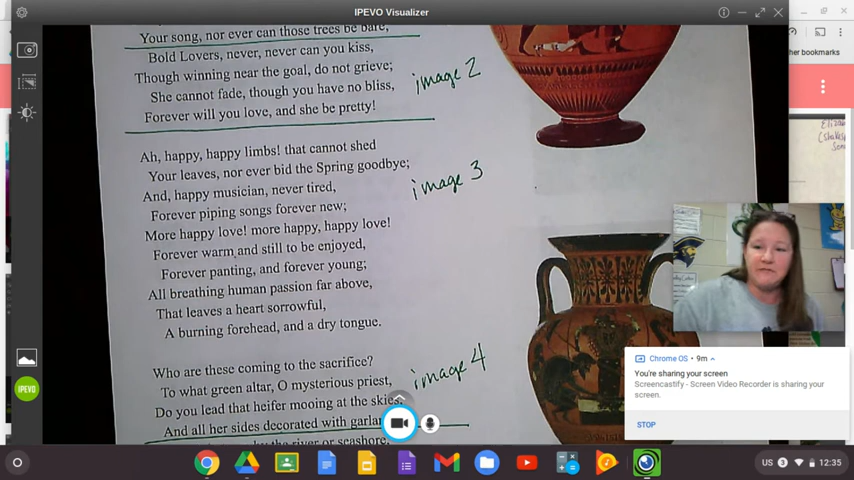 IPEVO Visualizer
Your song, nor ever can those trees be bare;
Bold Lovers, never, never can you kiss,
Though winning near the goal, do not grieve;
She cannot fade, though you have no bliss,
Forever will you love, and she be pretty!
image 2
her bookmarks
Ah, happy, happy limbs! that cannot shed
Your leaves, nor ever bid the Spring goodbye;
And, happy musician, never tired,
Forever piping songs forever new;
More happy love! more happy, happy love!
Forever warm and still to be enjoyed,
Forever panting, and forever young;
All breathing human passion far above,
That leaves a heart sorrowful,
A burning forehead, and a dry tongue.
image 3
Who are these coming to the sacrifice?
To what green altar, O mysterious priest,
Do you lead that heifer mooing at the skies,
And all her sides decorated with garlan
the river or seashore,
image 4
IPEVO
Chrome OS • 9m
You're sharing your screen
Screencastify - Screen Video Recorder is sharing your
screen.
STOP
US 3 12:35